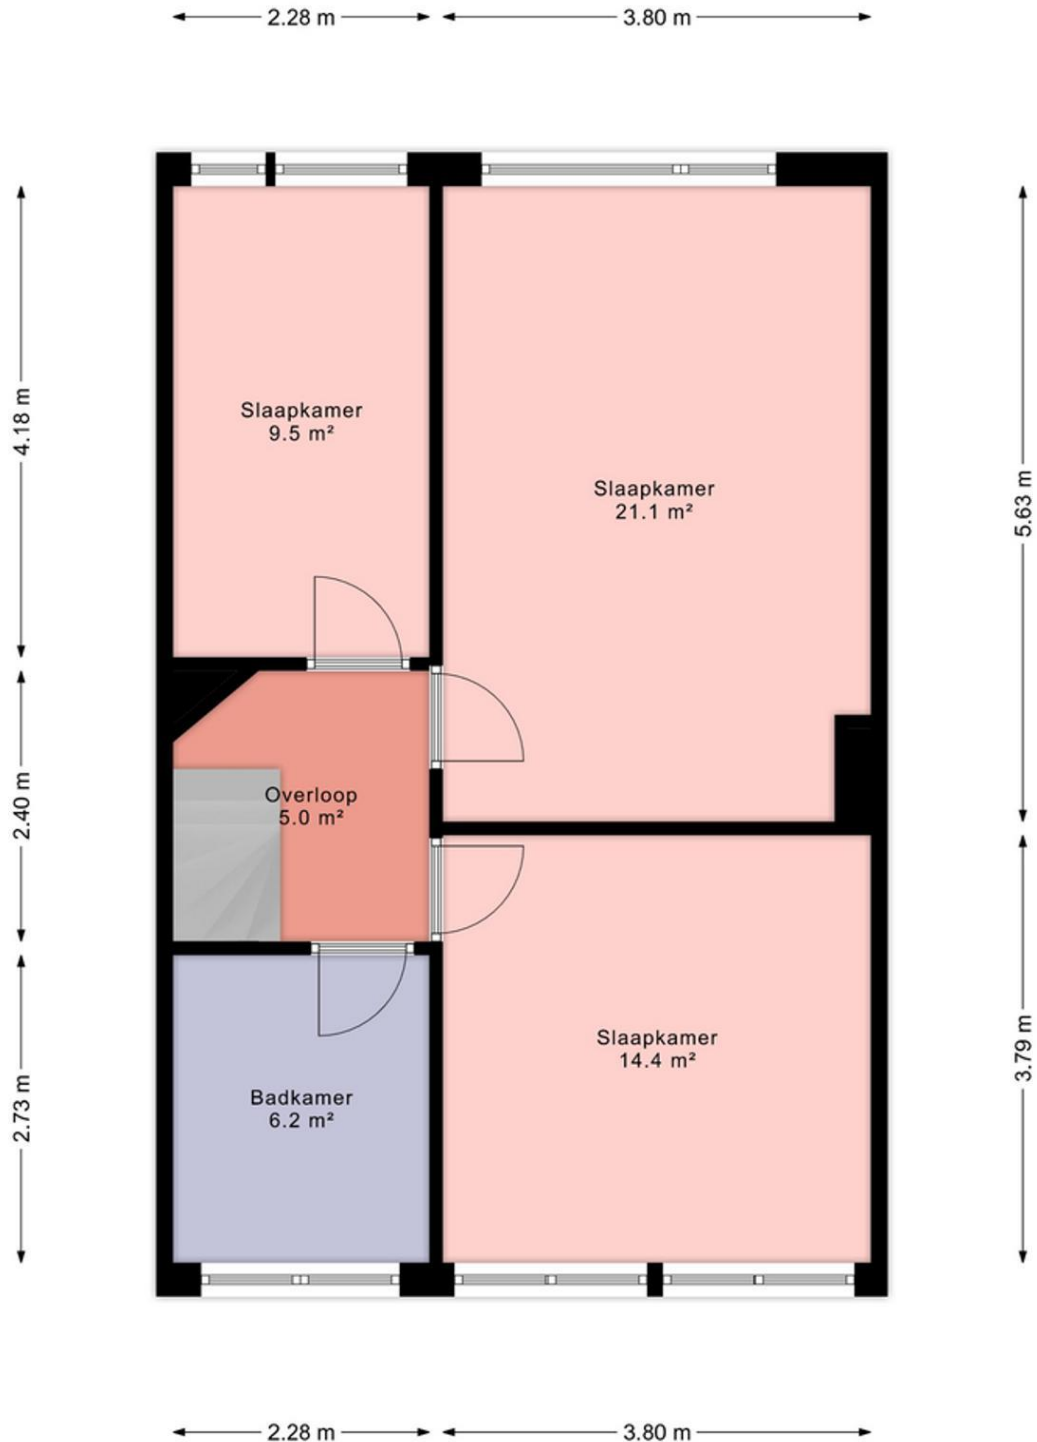 2.28 m
3.80 m
4.18 m
5.63 m
Slaapkamer
9.5 m²
Slaapkamer
21.1 m²
2.40 m
Overloop
5.0 m²
2.73 m
3.79 m
Slaapkamer
14.4 m²
Badkamer
6.2 m²
2.28 m
3.80 m